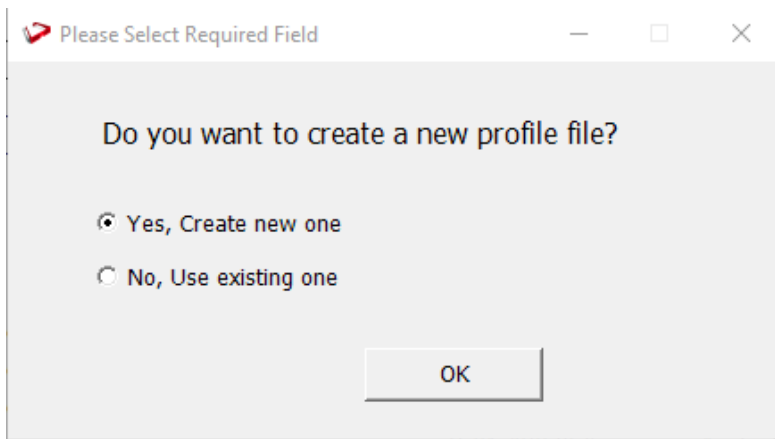 Please Select Required Field
Do you want to create a new profile file?
Yes, Create new one
No, Use existing one
OK